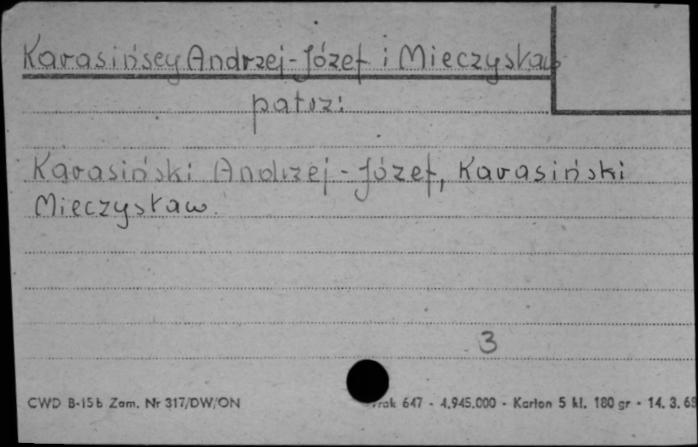 Karasińscy Andrzej-Józef i Mieczysław
patrz:
Karasiński Andrzej - Józef, Karasiński
Mieczysław.
3
CWD B-15b Zam. Nr 317/DW/ON 647 - 4.945.000 - Karton 5 kl. 180 gr - 14. 3.